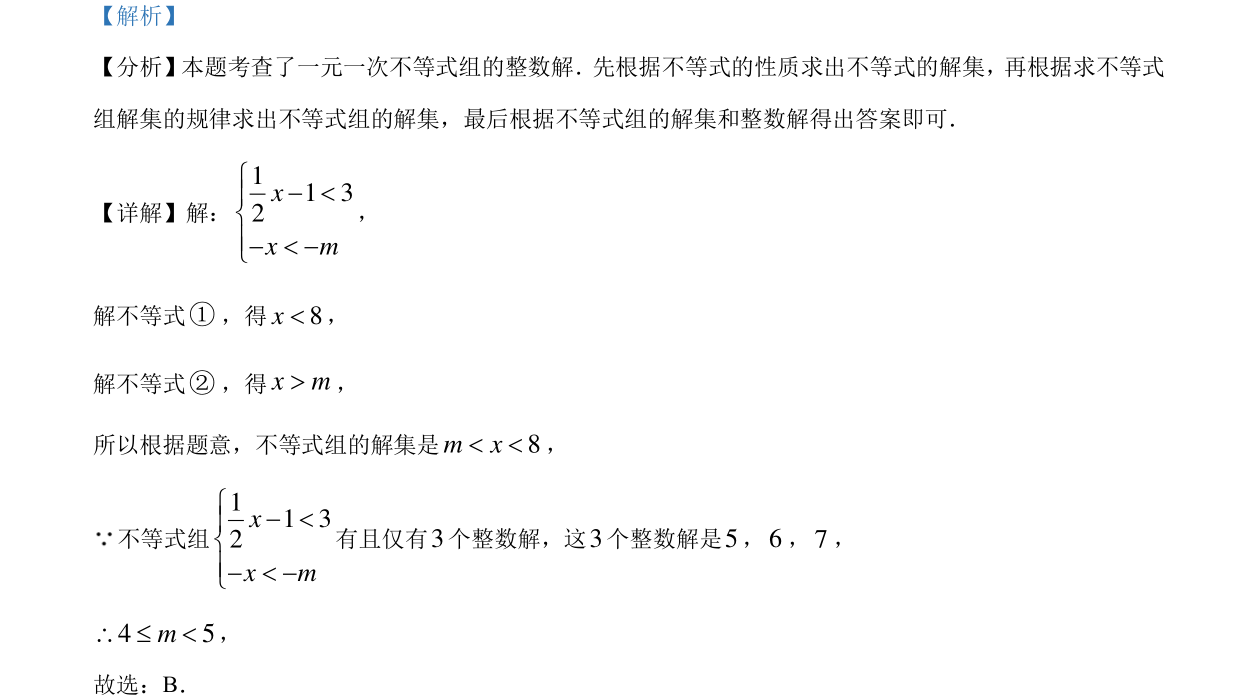 【解析】
【分析】本题考查了一元一次不等式组的整数解．先根据不等式的性质求出不等式的解集，再根据求不等式
组解集的规律求出不等式组的解集，最后根据不等式组的解集和整数解得出答案即可．
【详解】解：{ 1/2 x−1<3 −x<−m ，
解不等式①，得x<8，
解不等式②，得x>m，
所以根据题意，不等式组的解集是m<x<8，
∵不等式组{ 1/2 x−1<3 −x<−m 有且仅有3个整数解，这3个整数解是5，6，7，
∴4≤m<5，
故选：B．